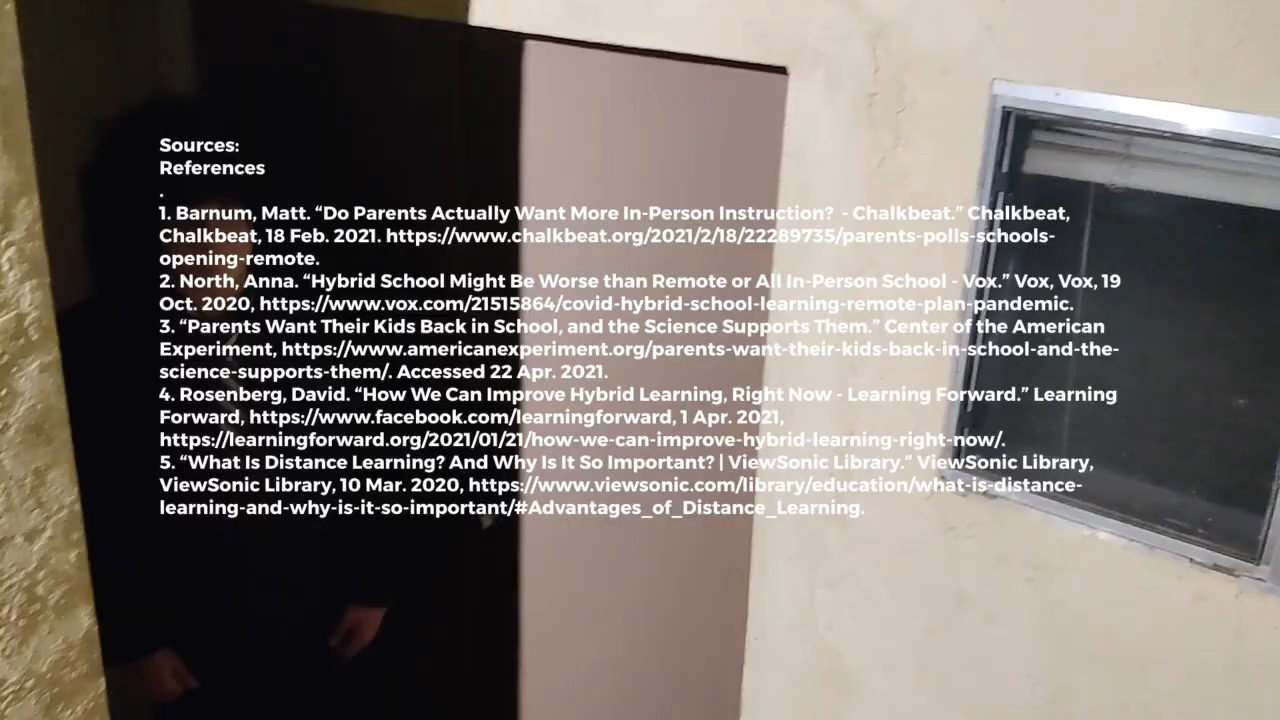 Sources:
References
.
1. Barnum, Matt. “Do Parents Actually Want More In-Person Instruction?  - Chalkbeat.” Chalkbeat,
Chalkbeat, 18 Feb. 2021. https://www.chalkbeat.org/2021/2/18/22289735/parents-polls-schools-
opening-remote.
2. North, Anna. “Hybrid School Might Be Worse than Remote or All In-Person School - Vox.” Vox, Vox, 19
Oct. 2020, https://www.vox.com/21515864/covid-hybrid-school-learning-remote-plan-pandemic.
3. “Parents Want Their Kids Back in School, and the Science Supports Them.” Center of the American
Experiment, https://www.americanexperiment.org/parents-want-their-kids-back-in-school-and-the-
science-supports-them/. Accessed 22 Apr. 2021.
4. Rosenberg, David. “How We Can Improve Hybrid Learning, Right Now - Learning Forward.” Learning
Forward, https://www.facebook.com/learningforward, 1 Apr. 2021,
https://learningforward.org/2021/01/21/how-we-can-improve-hybrid-learning-right-now/.
5. “What Is Distance Learning? And Why Is It So Important? | ViewSonic Library.” ViewSonic Library,
ViewSonic Library, 10 Mar. 2020, https://www.viewsonic.com/library/education/what-is-distance-
learning-and-why-is-it-so-important/#Advantages_of_Distance_Learning.